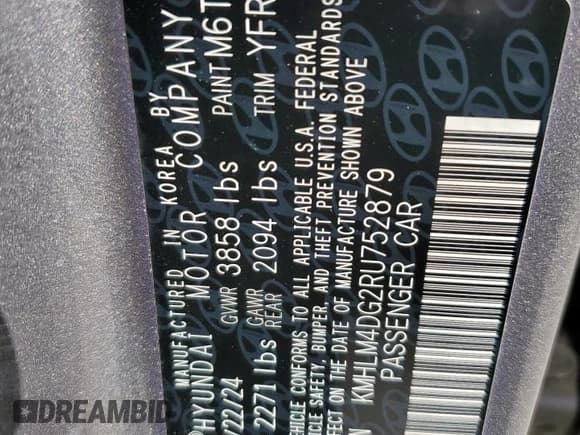 MANUFACTURED IN KOREA BY
HYUNDAI MOTOR COMPANY
22/24 GVWR 3858 lbs PAINT M6T
2271 lbs GAWR REAR 2094 lbs TRIM YFR
VEHICLE CONFORMS TO ALL APPLICABLE U.S.A. FEDERAL
VEHICLE SAFETY, BUMPER, AND THEFT PREVENTION STANDARDS
IN EFFECT ON THE DATE OF MANUFACTURE SHOWN ABOVE
KMHLM4DG2RU752879
PASSENGER CAR
DREAMBID